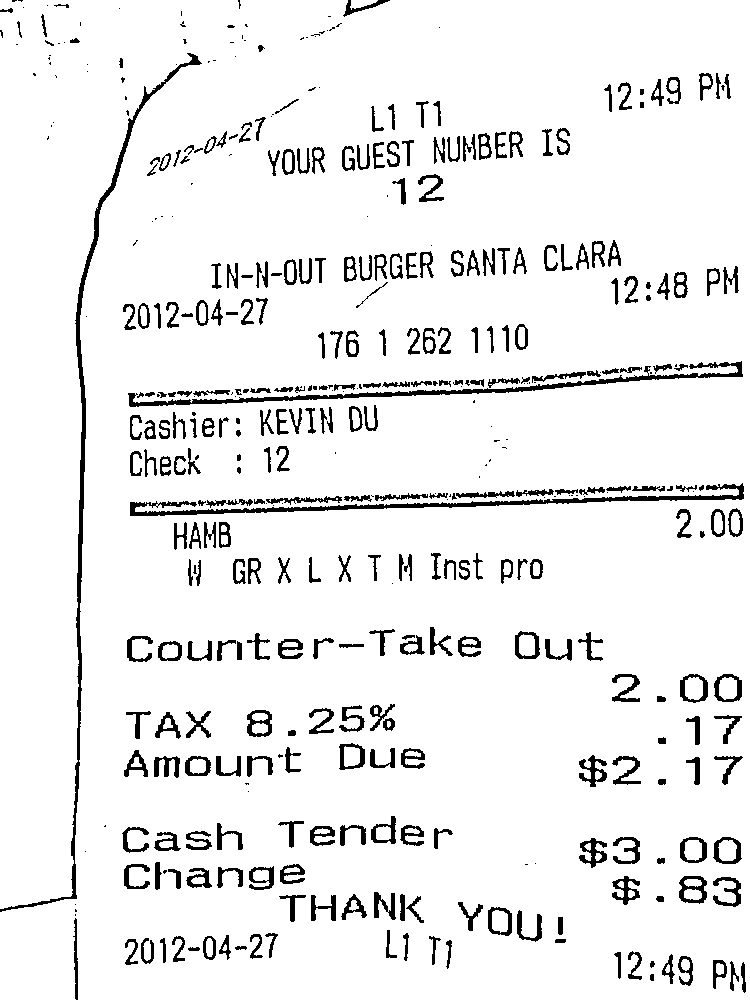 12:49 PM
2012-04-27 L1 T1
YOUR GUEST NUMBER IS
12
IN-N-OUT BURGER SANTA CLARA
2012-04-27 12:48 PM
176 1 262 1110
Cashier: KEVIN DU
Check : 12
HAMB 2.00
W GR X L X T M Inst pro
Counter-Take Out
2.00
TAX 8.25% .17
Amount Due $2.17
Cash Tender $3.00
Change $.83
THANK YOU!
2012-04-27 L1 T1 12:49 PM